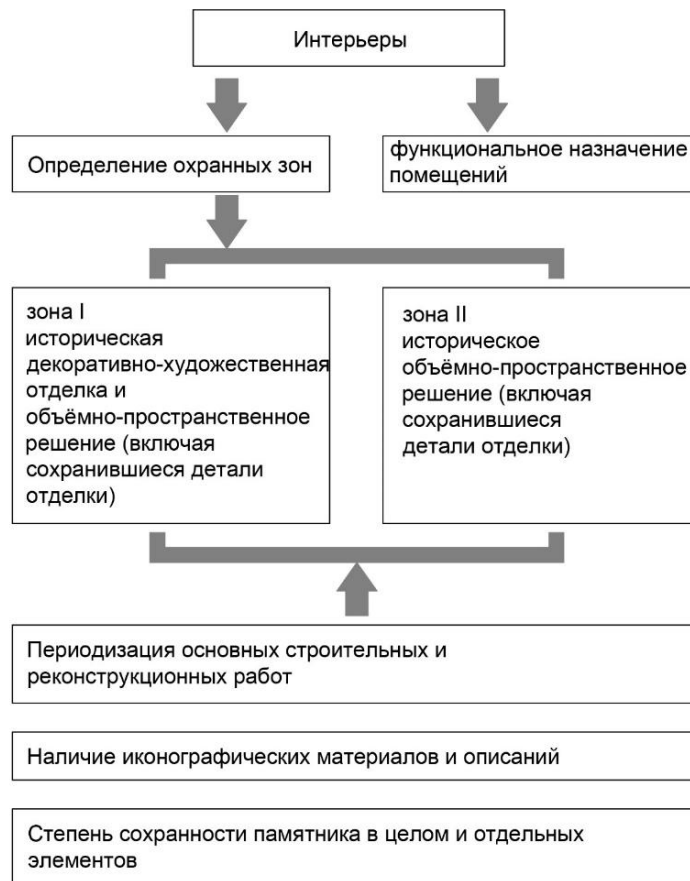 Интерьеры
Определение охранных зон
функциональное назначение
помещений
зона I
историческая
декоративно-художественная
отделка и
объёмно-пространственное
решение (включая
сохранившиеся детали
отделки)
зона II
историческое
объёмно-пространственное
решение (включая
сохранившиеся
детали отделки)
Периодизация основных строительных и
реконструкционных работ
Наличие иконографических материалов и описаний
Степень сохранности памятника в целом и отдельных
элементов